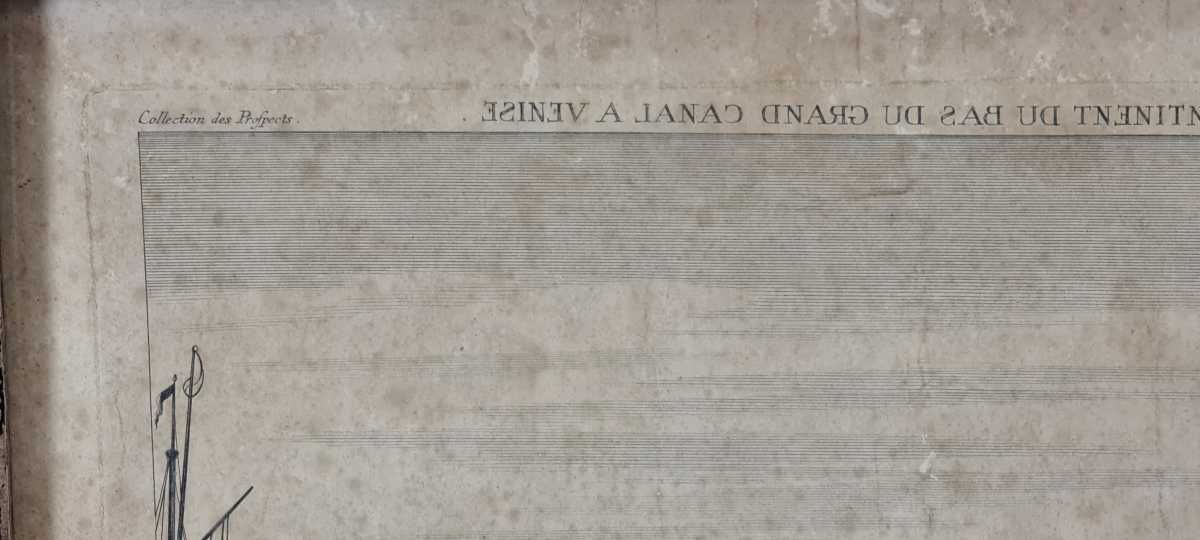 Collection des Prospects.
NTINENT DU BAS DU GRAND CANAL A VENISE.